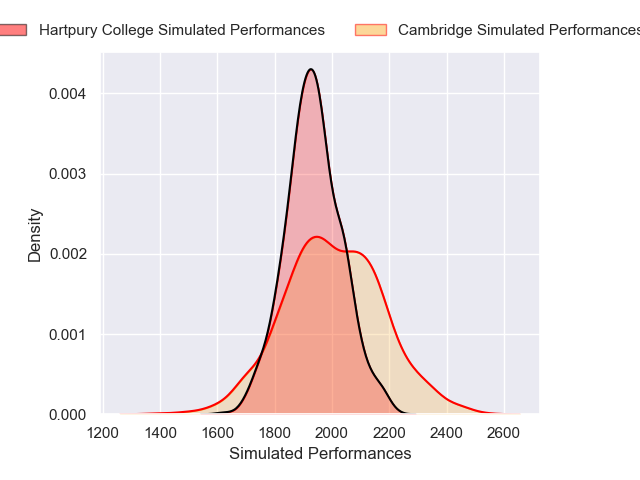 Hartpury College Simulated Performances
Cambridge Simulated Performances
0.004
0.003
0.002
0.001
0.000
1200 1400 1600 1800 2000 2200 2400 2600
Density
Simulated Performances